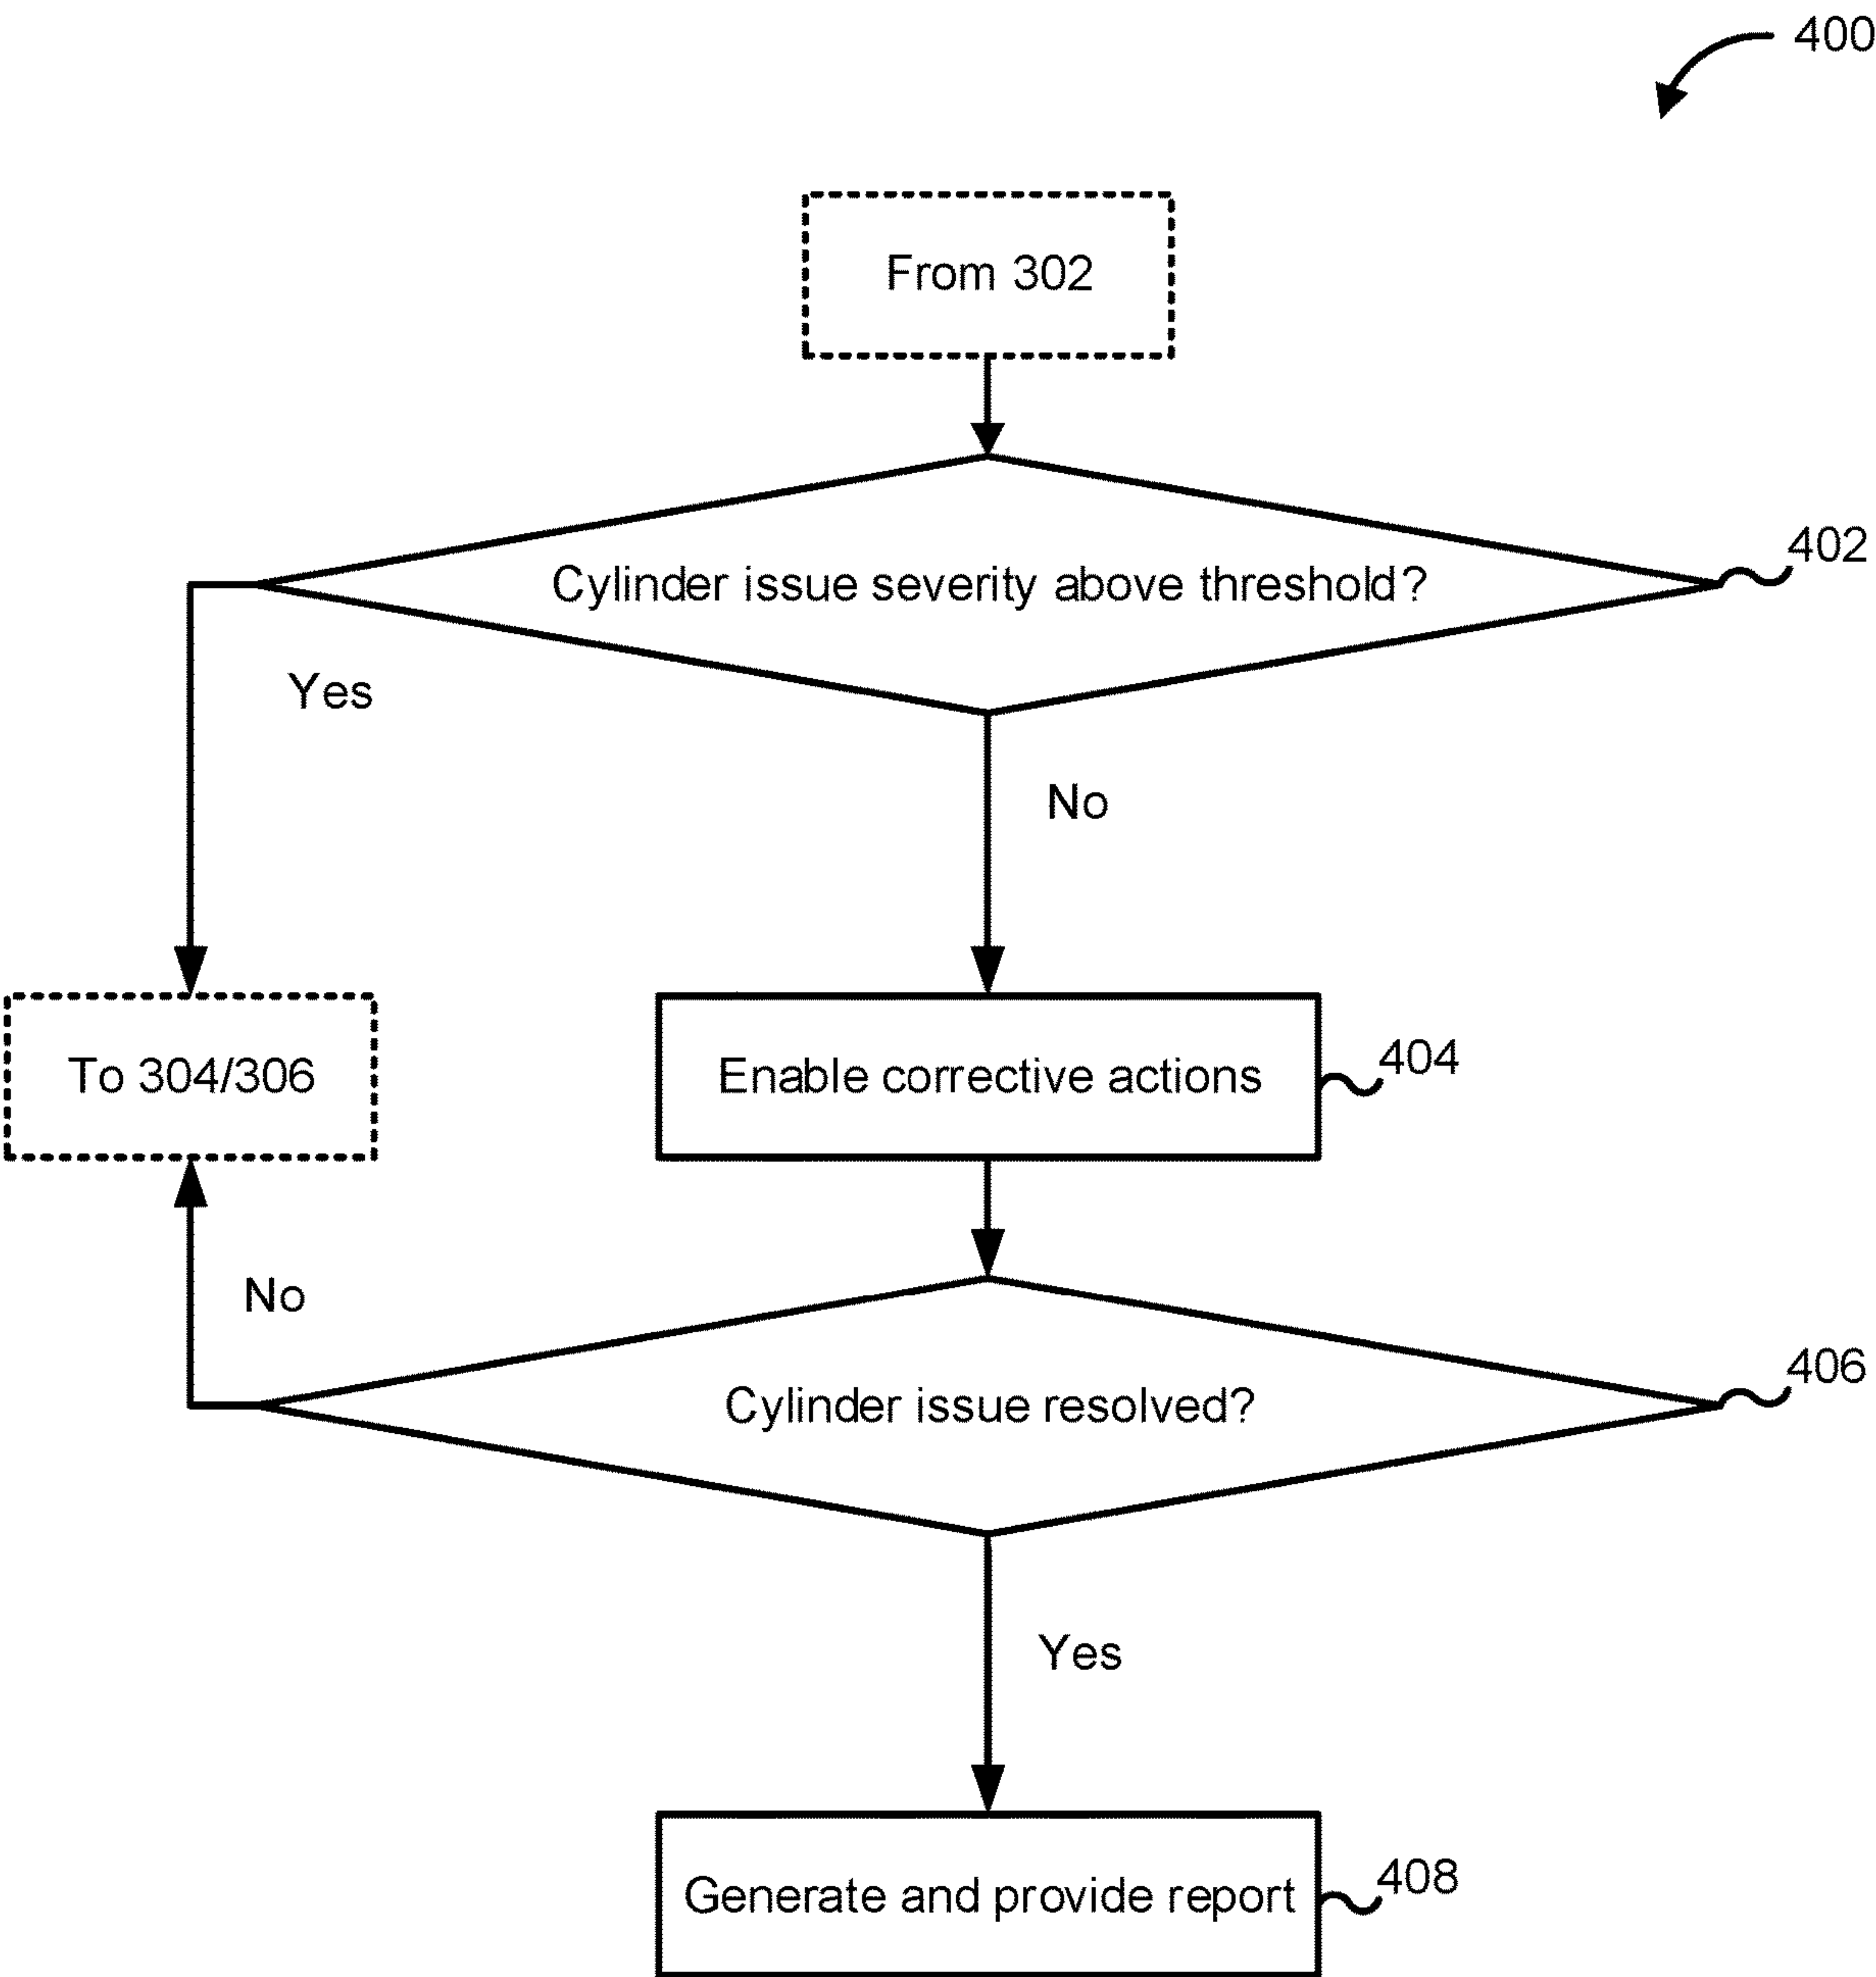 400
From 302
Cylinder issue severity above threshold?
402
Yes
No
To 304/306
Enable corrective actions
404
No
Cylinder issue resolved?
406
Yes
Generate and provide report
408